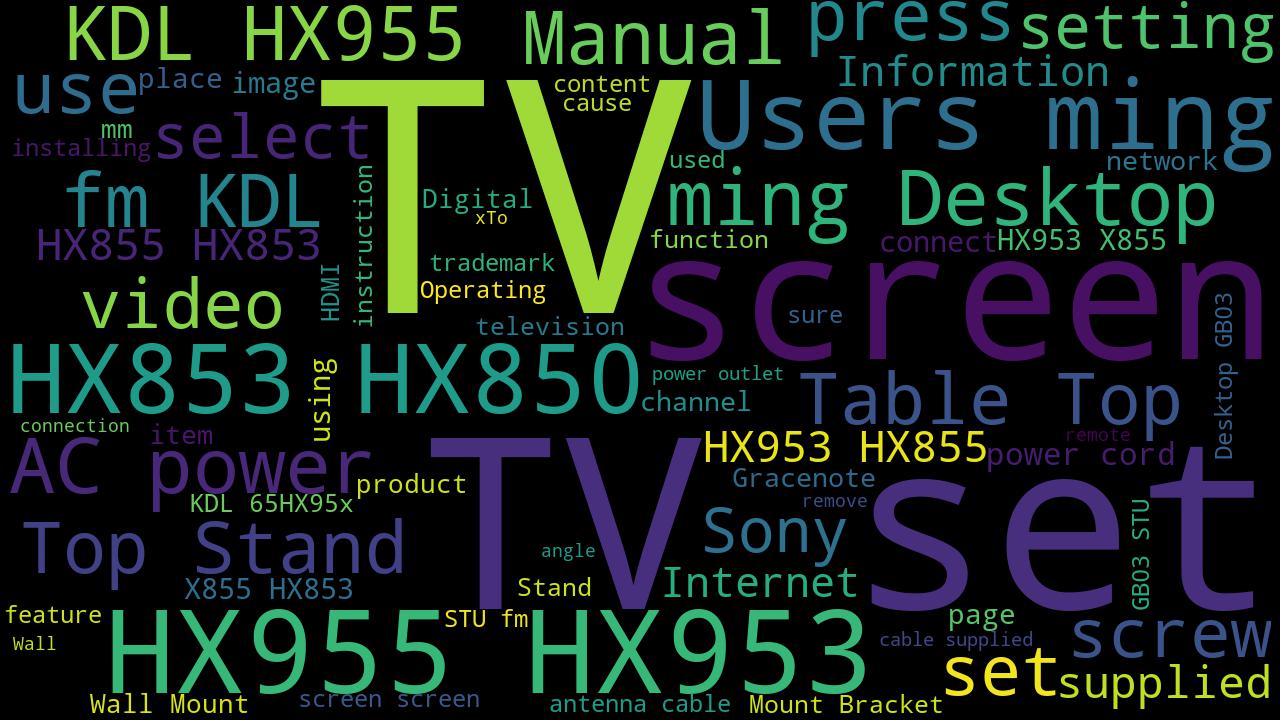 KDL HX955
Manual
press
setting
use
place
image
TV
content
cause
Information
Users ming
mm
installing
select
used
network
fm KDL
instruction
Digital
xTo
ming Desktop
HX855 HX853
function
connect
HX953 X855
trademark
Operating
screen
video
HDMI
television
sure
Desktop GB03
HX853
using
HX850
power outlet
channel
Table Top
connection
item
AC power
TV set
HX953 HX855
remote
power cord
KDL 65HX95x
product
Gracenote
remove
Top Stand
angle
Sony
GB03 STU
X855 HX853
Stand
Internet
feature
Wall
HX955
STU fm
HX953
page
cable supplied
screw
set
supplied
Wall Mount
screen screen
antenna cable
Mount Bracket